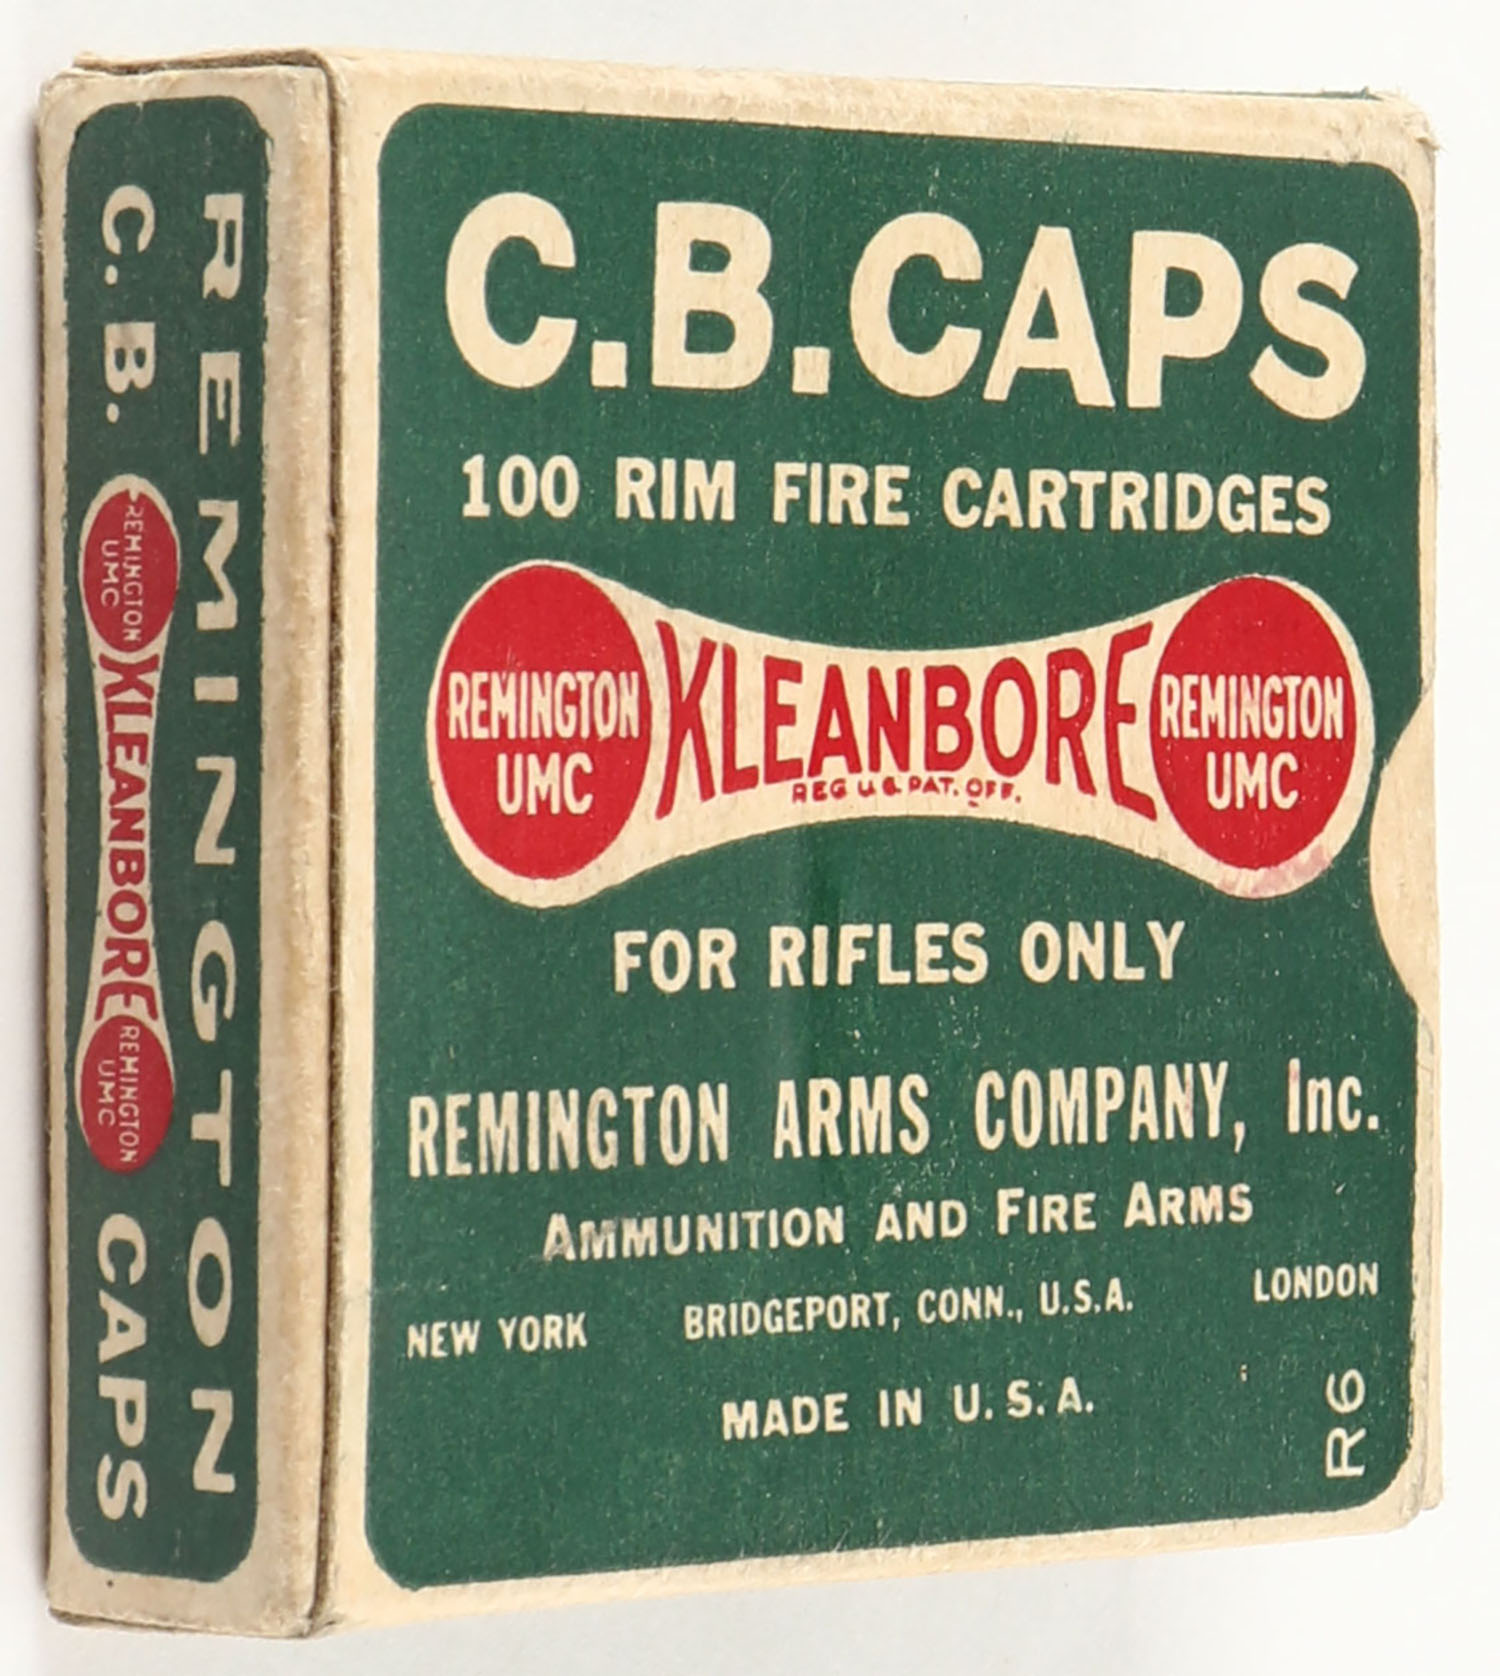 C.B. CAPS
100 RIM FIRE CARTRIDGES
REMINGTON UMC
KLEANBORE
REG U.S. PAT. OFF.
REMINGTON UMC
FOR RIFLES ONLY
REMINGTON ARMS COMPANY, Inc.
AMMUNITION AND FIRE ARMS
NEW YORK BRIDGEPORT, CONN., U.S.A. LONDON
MADE IN U.S.A.
R6
REMINGTON
C.B. REMINGTON UMC KLEANBORE REMINGTON UMC CAPS